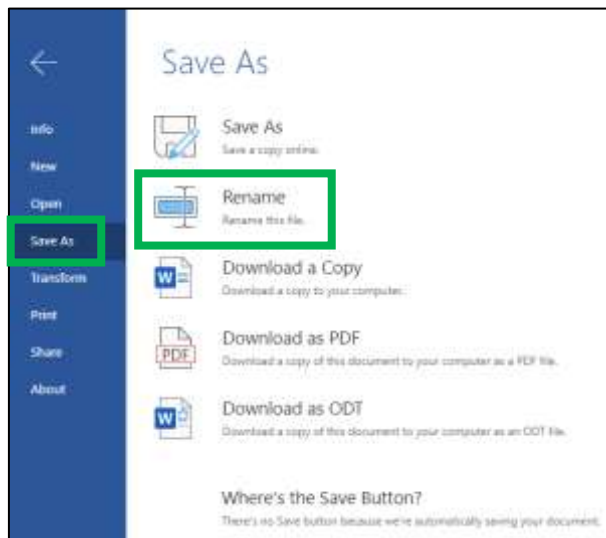 Save As
Info
New
Open
Save As
Transform
Print
Share
About
Save As
Save a copy online.
Rename
Rename this file.
Download a Copy
Download a copy to your computer.
PDF
Download as PDF
Download a copy of this document to your computer as a PDF file.
Download as ODT
Download a copy of this document to your computer as an ODT file.
Where's the Save Button?
There's no Save button because we're automatically saving your document.